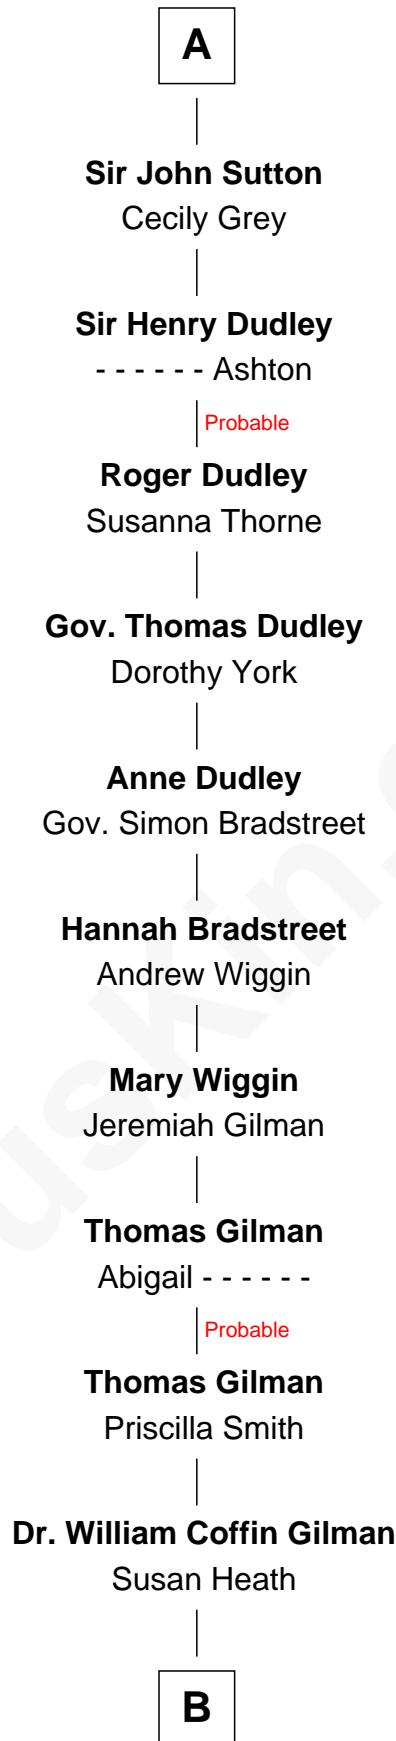 A
Sir John Sutton
Cecily Grey
Sir Henry Dudley
- - - - - - Ashton
Probable
Roger Dudley
Susanna Thorne
Gov. Thomas Dudley
Dorothy York
Anne Dudley
Gov. Simon Bradstreet
Hannah Bradstreet
Andrew Wiggin
Mary Wiggin
Jeremiah Gilman
Thomas Gilman
Abigail - - - - - -
Probable
Thomas Gilman
Priscilla Smith
Dr. William Coffin Gilman
Susan Heath
B